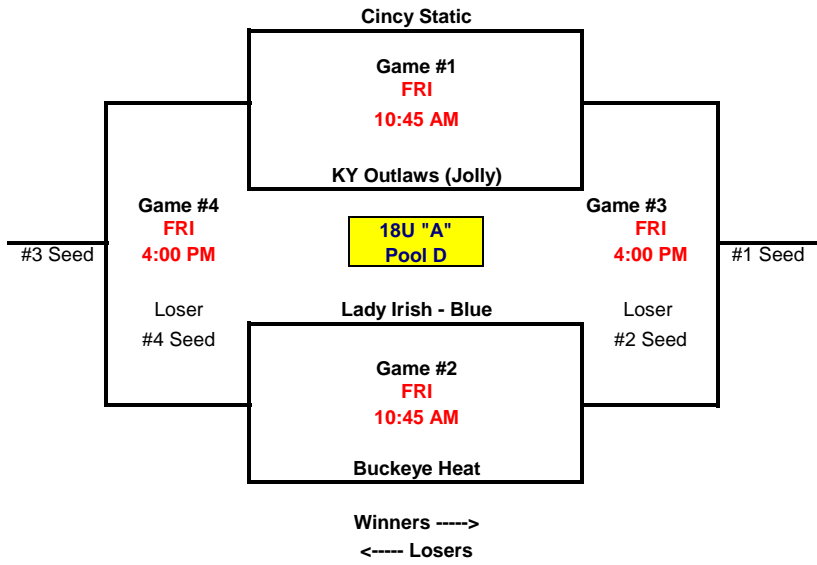 Cincy Static
Game #1
FRI
10:45 AM
KY Outlaws (Jolly)
Game #4
FRI
4:00 PM
#3 Seed
Loser
#4 Seed
18U "A"
Pool D
Game #3
FRI
4:00 PM
#1 Seed
Loser
#2 Seed
Lady Irish - Blue
Game #2
FRI
10:45 AM
Buckeye Heat
Winners ----->
<----- Losers